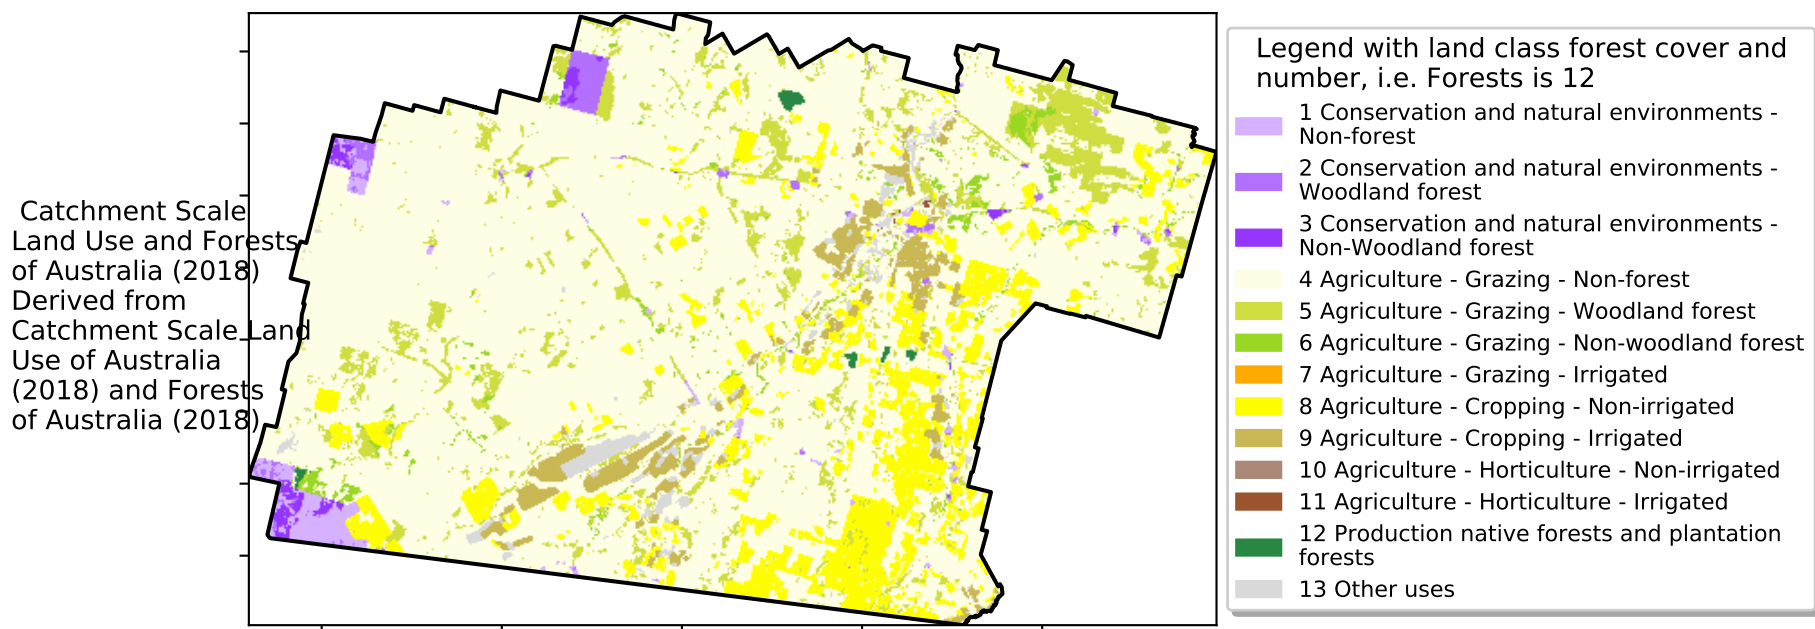 Catchment Scale
Land Use and Forests
of Australia (2018)
Derived from
Catchment Scale Land
Use of Australia
(2018) and Forests
of Australia (2018)
Legend with land class forest cover and
number, i.e. Forests is 12
1 Conservation and natural environments -
Non-forest
2 Conservation and natural environments -
Woodland forest
3 Conservation and natural environments -
Non-Woodland forest
4 Agriculture - Grazing - Non-forest
5 Agriculture - Grazing - Woodland forest
6 Agriculture - Grazing - Non-woodland forest
7 Agriculture - Grazing - Irrigated
8 Agriculture - Cropping - Non-irrigated
9 Agriculture - Cropping - Irrigated
10 Agriculture - Horticulture - Non-irrigated
11 Agriculture - Horticulture - Irrigated
12 Production native forests and plantation
forests
13 Other uses